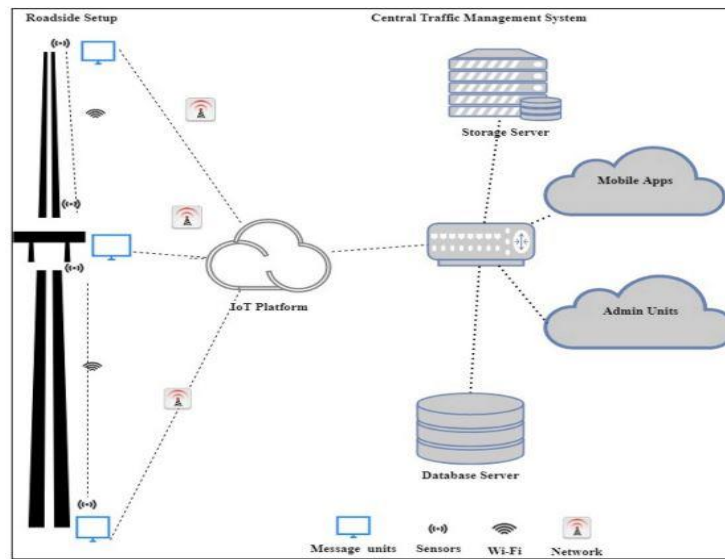 Roadside Setup
Central Traffic Management System
Storage Server
Mobile Apps
IoT Platform
Admin Units
Database Server
Message units
Sensors
Wi-Fi
Network